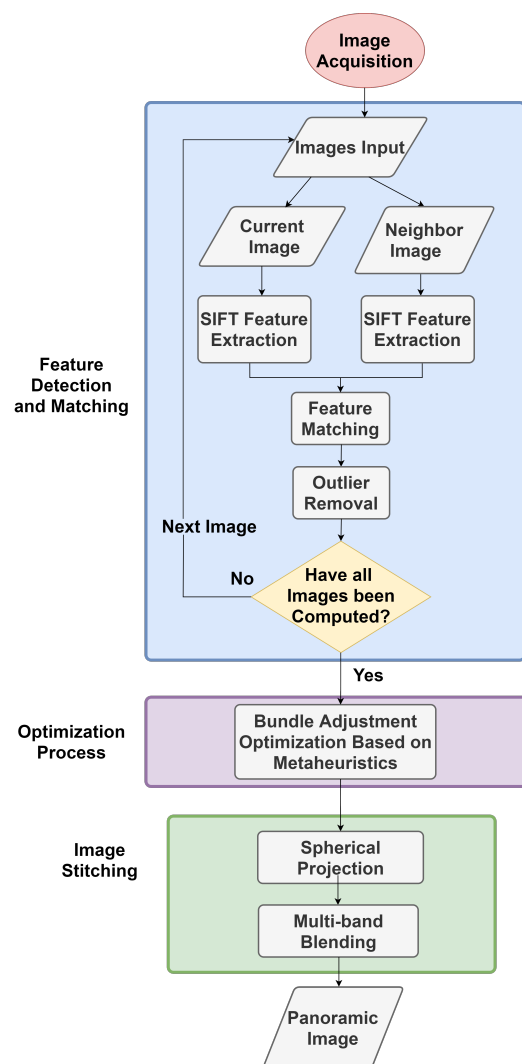 Image
Acquisition
Images Input
Current
Image
Neighbor
Image
SIFT Feature
Extraction
SIFT Feature
Extraction
Feature
Detection
and Matching
Feature
Matching
Outlier
Removal
Next Image
No
Have all
Images been
Computed?
Yes
Optimization
Process
Bundle Adjustment
Optimization Based on
Metaheuristics
Image
Stitching
Spherical
Projection
Multi-band
Blending
Panoramic
Image